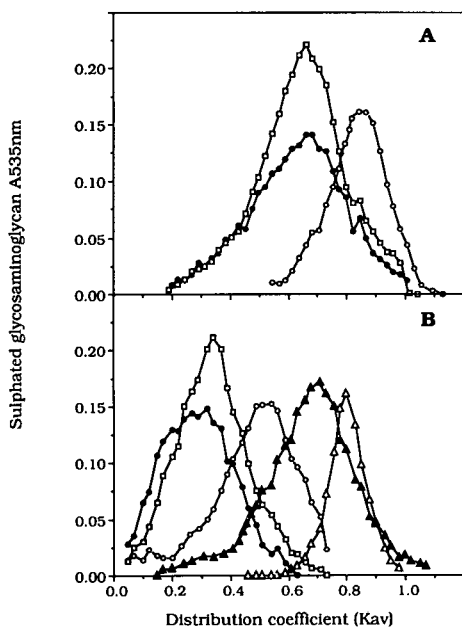 A
0.20
0.15
0.10
0.05
0.00
B
0.20
0.15
0.10
0.05
0.00
0.0 0.2 0.4 0.6 0.8 1.0
Sulphated glycosaminoglycan A535nm
Distribution coefficient (Kav)